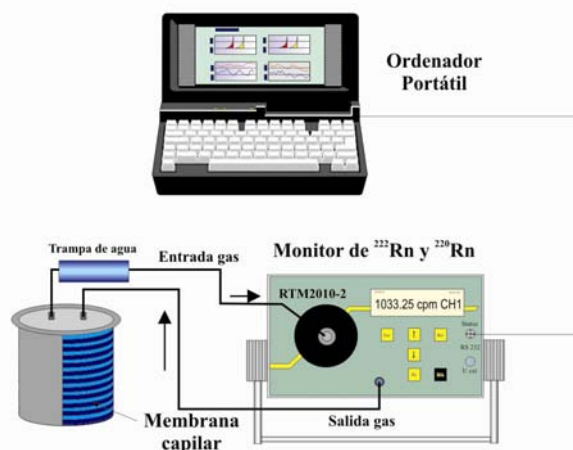 Ordenador
Portátil
Trampa de agua
Entrada gas
Monitor de ²²²Rn y ²²⁰Rn
RTM2010-2
1033.25 cpm CH1
Status
RS 232
Membrana
capilar
Salida gas